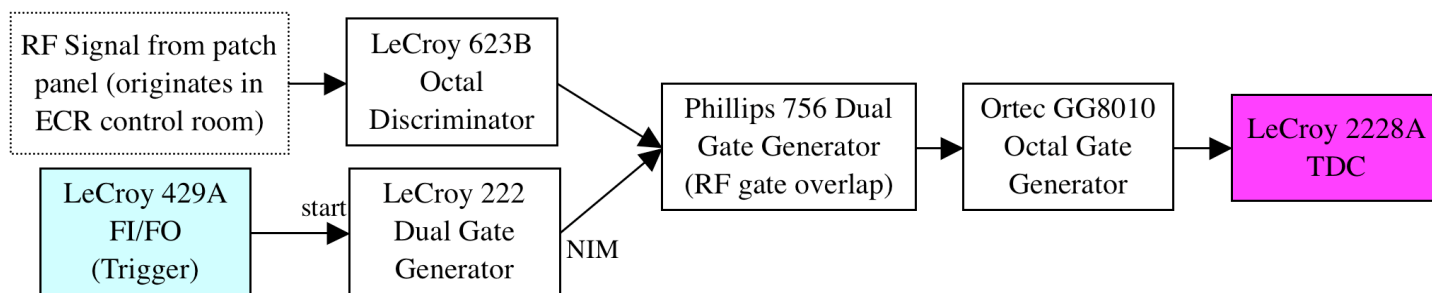 RF Signal from patch
panel (originates in
ECR control room)
LeCroy 623B
Octal
Discriminator
LeCroy 429A
FI/FO
(Trigger)
start
LeCroy 222
Dual Gate
Generator
NIM
Phillips 756 Dual
Gate Generator
(RF gate overlap)
Ortec GG8010
Octal Gate
Generator
LeCroy 2228A
TDC